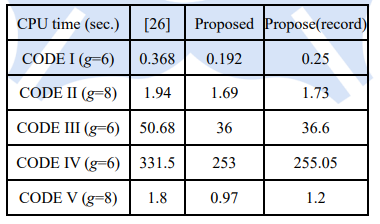 CPU time (sec.) [26] Proposed Propose(record)
CODE I (g=6) 0.368 0.192 0.25
CODE II (g=8) 1.94 1.69 1.73
CODE III (g=6) 50.68 36 36.6
CODE IV (g=6) 331.5 253 255.05
CODE V (g=8) 1.8 0.97 1.2